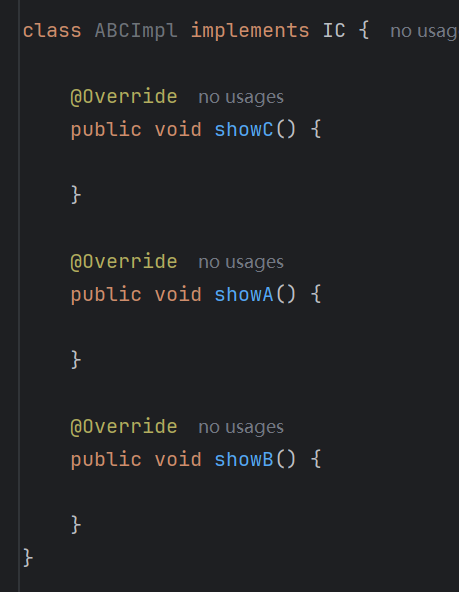 class ABCImpl implements IC {  no usag
@Override  no usages
public void showC() {
}
@Override  no usages
public void showA() {
}
@Override  no usages
public void showB() {
}
}